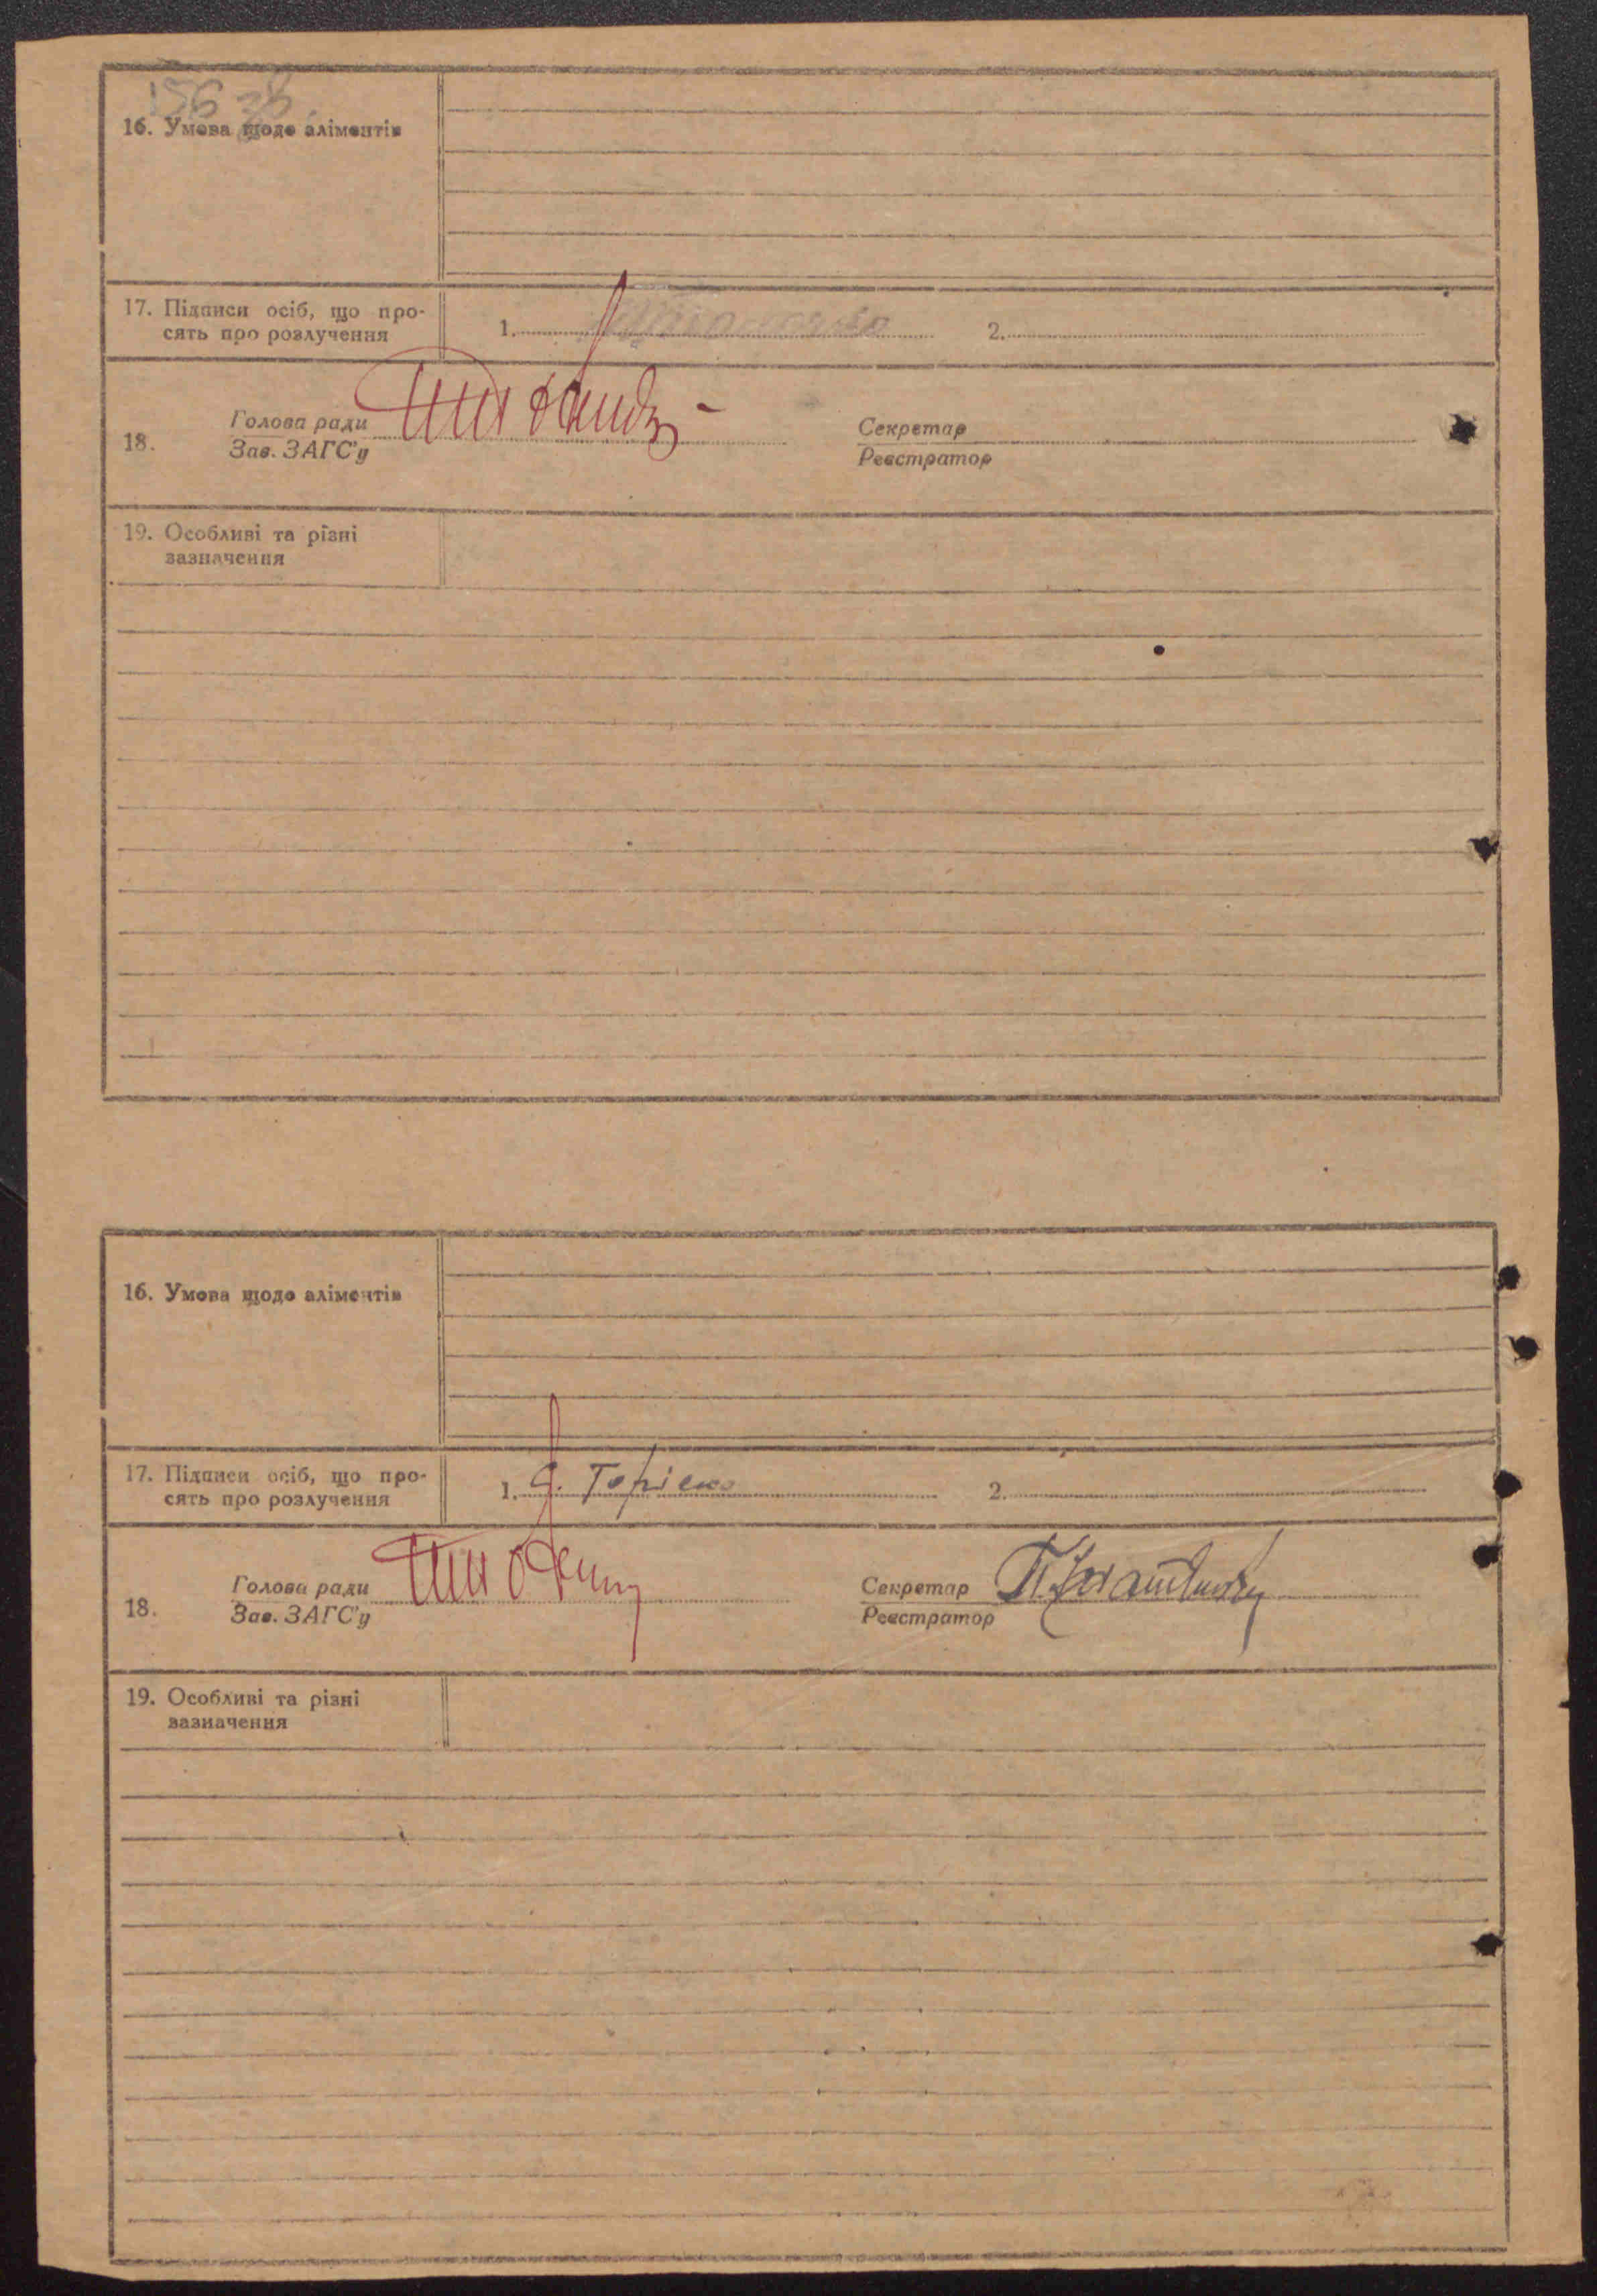 16. Умова щодо аліментів
17. Підписи осіб, що про-
сять про розлучення
1.
2.
18.
Голова ради
Зав. ЗАГС'у
Секретар
Реєстратор
19. Особливі та різні
зазначення
16. Умова щодо аліментів
17. Підписи осіб, що про-
сять про розлучення
1.
2.
18.
Голова ради
Зав. ЗАГС'у
Секретар
Реєстратор
19. Особливі та різні
зазначення